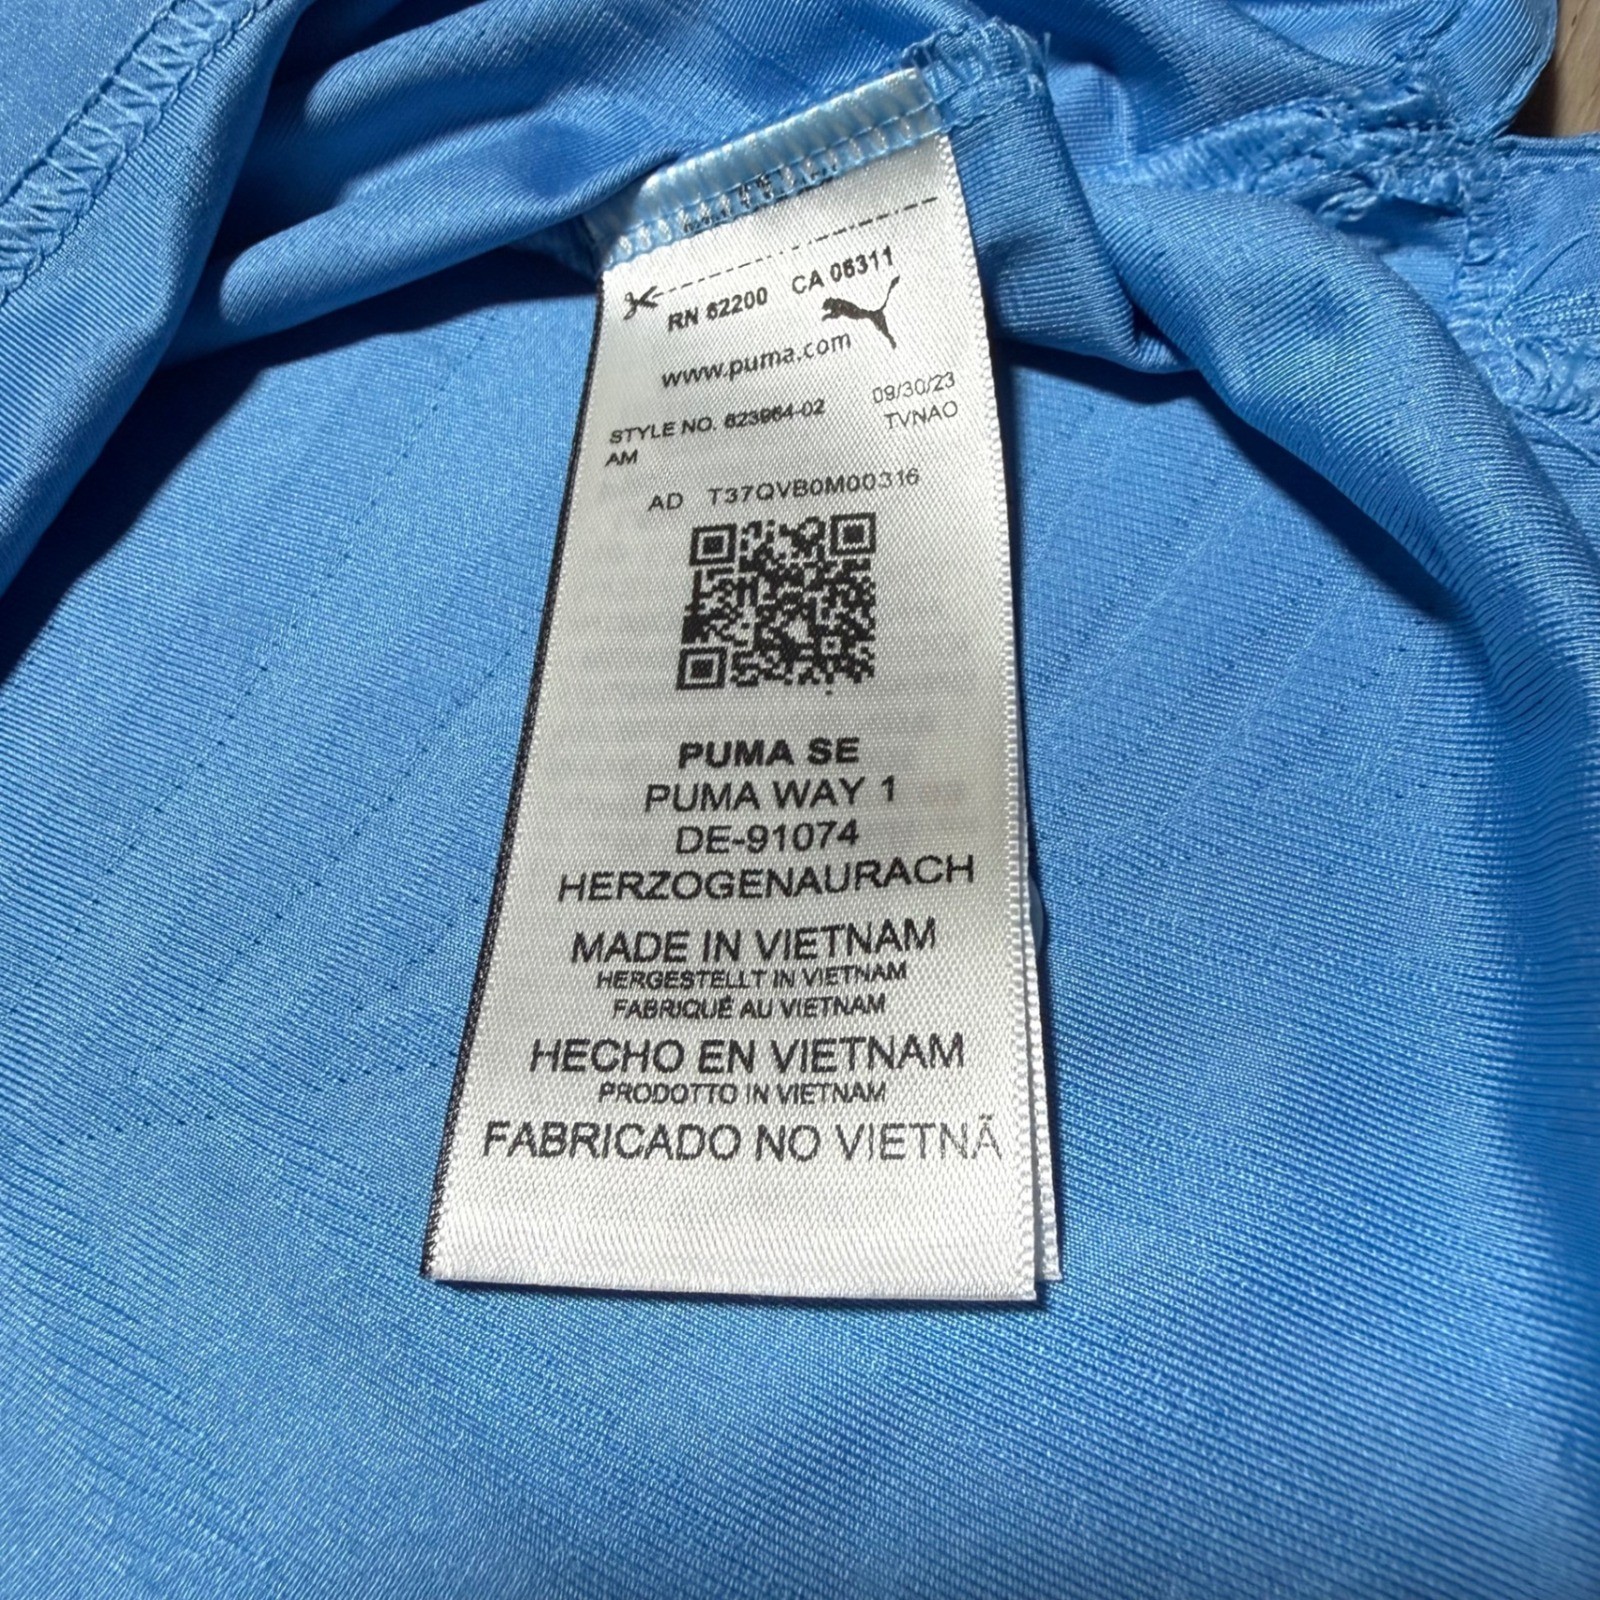 RN 62200 CA 06311
www.puma.com
STYLE NO. 623964-02 09/30/23
AM TVNAO
AD T37QVB0M00316
PUMA SE
PUMA WAY 1
DE-91074
HERZOGENAURACH
MADE IN VIETNAM
HERGESTELLT IN VIETNAM
FABRIQUÉ AU VIETNAM
HECHO EN VIETNAM
PRODOTTO IN VIETNAM
FABRICADO NO VIETNÃ